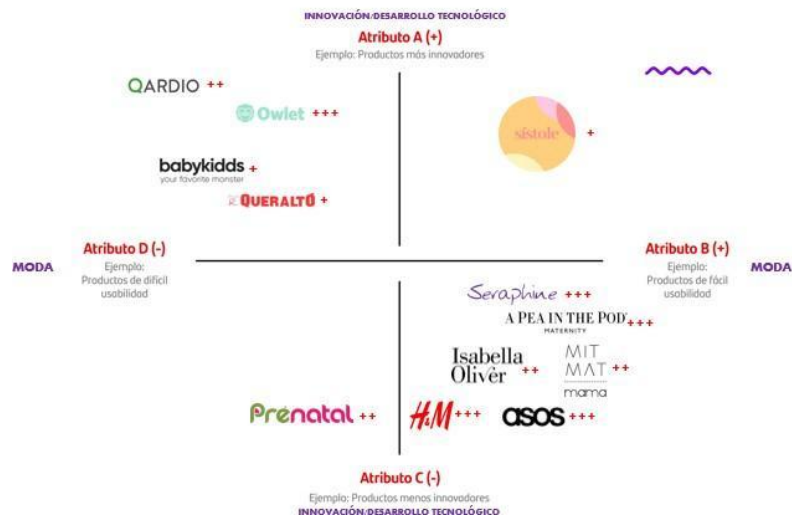 INNOVACIÓN/DESARROLLO TECNOLÓGICO
Atributo A (+)
Ejemplo: Productos más innovadores
QARDIO ++
Owlet +++
sístole +
babykidds +
your favorite monster
QUERALTÓ +
MODA
Atributo D (-)
Ejemplo:
Productos de difícil
usabilidad
Atributo B (+)
Ejemplo:
Productos de fácil
usabilidad
MODA
Seraphine +++
A PEA IN THE POD +++
MATERNITY
Isabella
Oliver ++
MIT
MAT ++
mama
Prénatal ++
H&M +++
asos +++
Atributo C (-)
Ejemplo: Productos menos innovadores
INNOVACIÓN/DESARROLLO TECNOLÓGICO